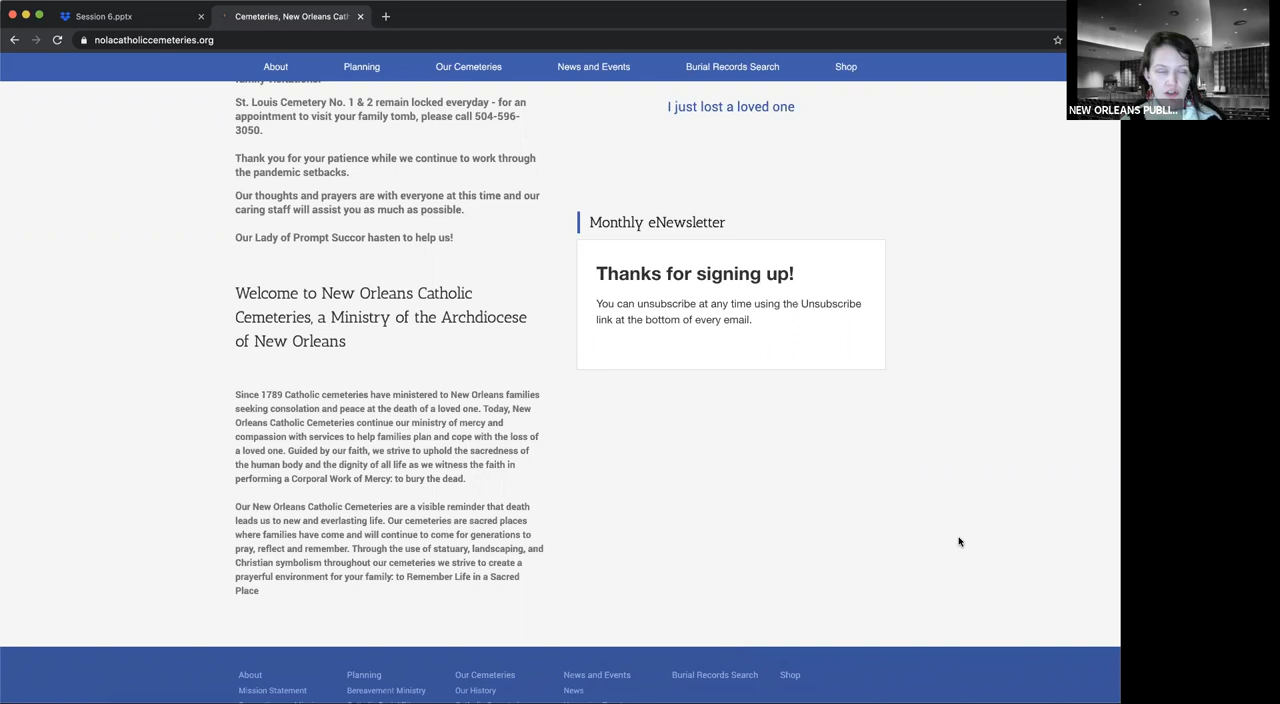 Session 6.pptx
Cemeteries, New Orleans Cath
nolacatholiccemeteries.org
About
Planning
Our Cemeteries
News and Events
Burial Records Search
Shop
NEW ORLEANS PUBLI...
family visitations.
St. Louis Cemetery No. 1 & 2 remain locked everyday - for an
appointment to visit your family tomb, please call 504-596-
3050.
Thank you for your patience while we continue to work through
the pandemic setbacks.
Our thoughts and prayers are with everyone at this time and our
caring staff will assist you as much as possible.
Our Lady of Prompt Succor hasten to help us!
Welcome to New Orleans Catholic
Cemeteries, a Ministry of the Archdiocese
of New Orleans
Since 1789 Catholic cemeteries have ministered to New Orleans families
seeking consolation and peace at the death of a loved one. Today, New
Orleans Catholic Cemeteries continue our ministry of mercy and
compassion with services to help families plan and cope with the loss of
a loved one. Guided by our faith, we strive to uphold the sacredness of
the human body and the dignity of all life as we witness the faith in
performing a Corporal Work of Mercy: to bury the dead.
Our New Orleans Catholic Cemeteries are a visible reminder that death
leads us to new and everlasting life. Our cemeteries are sacred places
where families have come and will continue to come for generations to
pray, reflect and remember. Through the use of statuary, landscaping, and
Christian symbolism throughout our cemeteries we strive to create a
prayerful environment for your family: to Remember Life in a Sacred
Place
I just lost a loved one
Monthly eNewsletter
Thanks for signing up!
You can unsubscribe at any time using the Unsubscribe
link at the bottom of every email.
About
Mission Statement
Planning
Bereavement Ministry
Our Cemeteries
Our History
News and Events
News
Burial Records Search
Shop